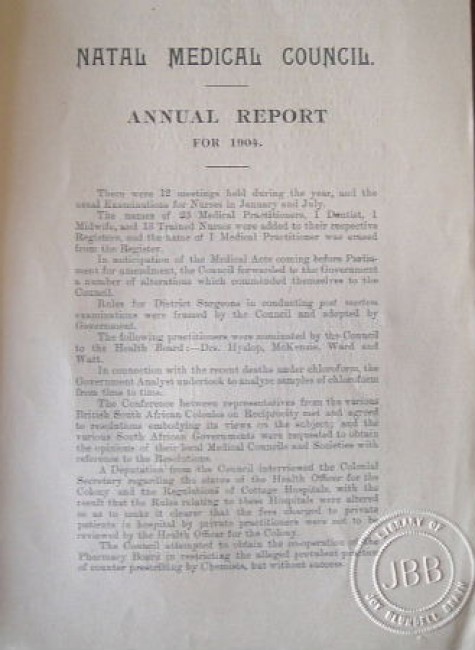 NATAL MEDICAL COUNCIL.
ANNUAL REPORT
FOR 1904.
There were 12 meetings held during the year, and the
usual Examinations for Nurses in January and July.
The names of 23 Medical Practitioners, 1 Dentist, 1
Midwife, and 18 Trained Nurses were added to their respective
Registers, and the name of 1 Medical Practitioner was erased
from the Register.
In anticipation of the Medical Acts coming before Parlia-
ment for amendment, the Council forwarded to the Government
a number of alterations which commended themselves to the
Council.
Rules for District Surgeons in conducting post mortem
examinations were framed by the Council and adopted by
Government.
The following practitioners were nominated by the Council
to the Health Board:—Drs. Hyslop, McKenzie, Ward and
Watt.
In connection with the recent deaths under chloroform, the
Government Analyst undertook to analyze samples of chloroform
from time to time.
The Conference between representatives from the various
British South African Colonies on Reciprocity met and agreed
to resolutions embodying its views on the subject; and the
various South African Governments were requested to obtain
the opinions of their local Medical Councils and Societies with
reference to the Resolutions.
A Deputation from the Council interviewed the Colonial
Secretary regarding the status of the Health Officer for the
Colony and the Regulations of Cottage Hospitals, with the
result that the Rules relating to these Hospitals were altered
so as to make it clearer that the fees charged to private
patients in hospital by private practitioners were not to be
reviewed by the Health Officer for the Colony.
The Council attempted to obtain the co-operation
Pharmacy Board in restricting the alleged prevalent
of counter prescribing by Chemists, but without success.
LIBRARY OF
JBB
JOY BLUNDELL BRAIN